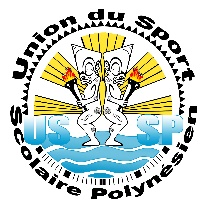 Union du Sport
US SP
Scolaire Polynésien